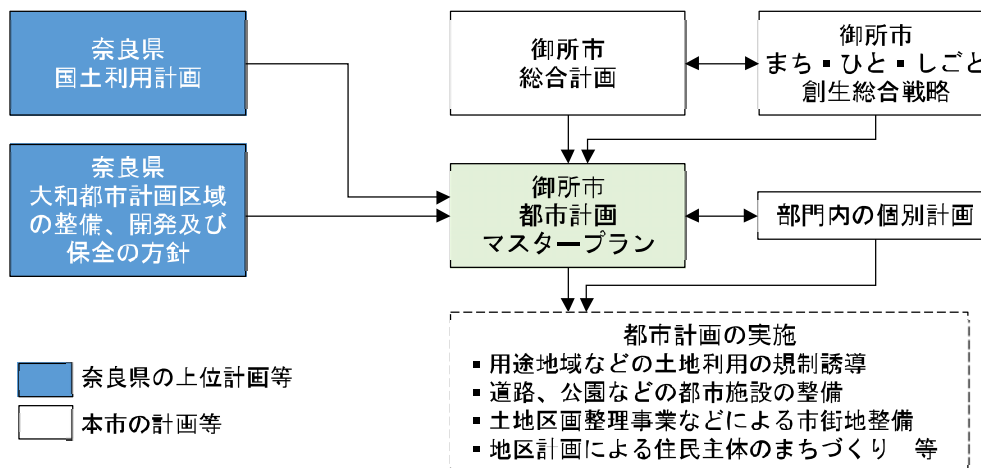 奈良県
国土利用計画
御所市
総合計画
御所市
まち・ひと・しごと
創生総合戦略
奈良県
大和都市計画区域
の整備、開発及び
保全の方針
御所市
都市計画
マスタープラン
部門内の個別計画
都市計画の実施
▪ 用途地域などの土地利用の規制誘導
▪ 道路、公園などの都市施設の整備
▪ 土地区画整理事業などによる市街地整備
▪ 地区計画による住民主体のまちづくり　等
奈良県の上位計画等
本市の計画等